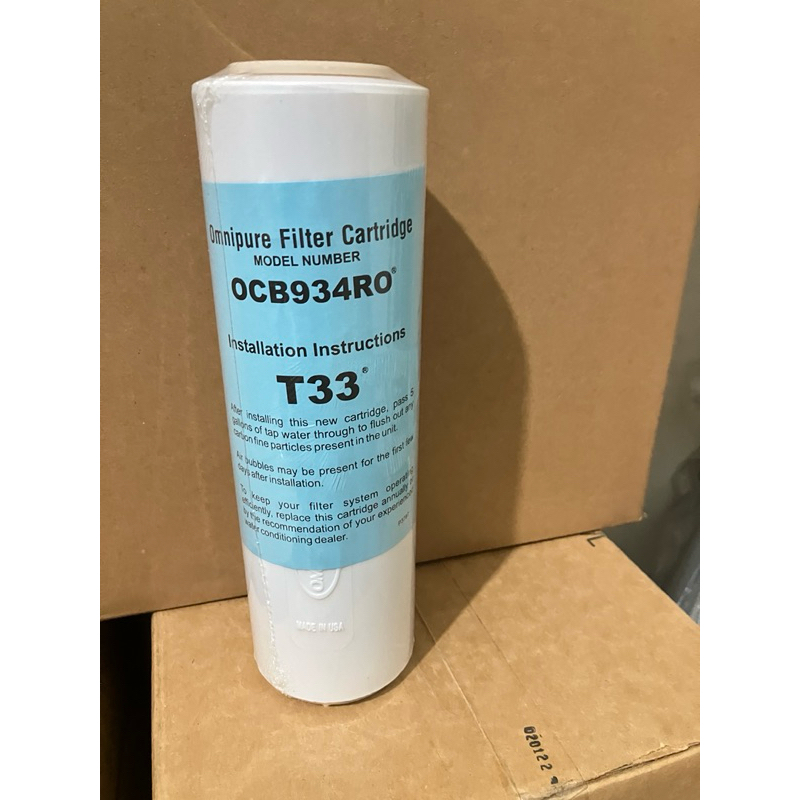 Omnipure Filter Cartridge
MODEL NUMBER
OCB934RO®
Installation Instructions
T33®
After installing this new cartridge, pass 5
gallons of tap water through to flush out any
carbon fine particles present in the unit.
Air bubbles may be present for the first few
days after installation.
To keep your filter system operating
efficiently, replace this cartridge annually or
by the recommendation of your experienced
water conditioning dealer.
MADE IN USA
020122